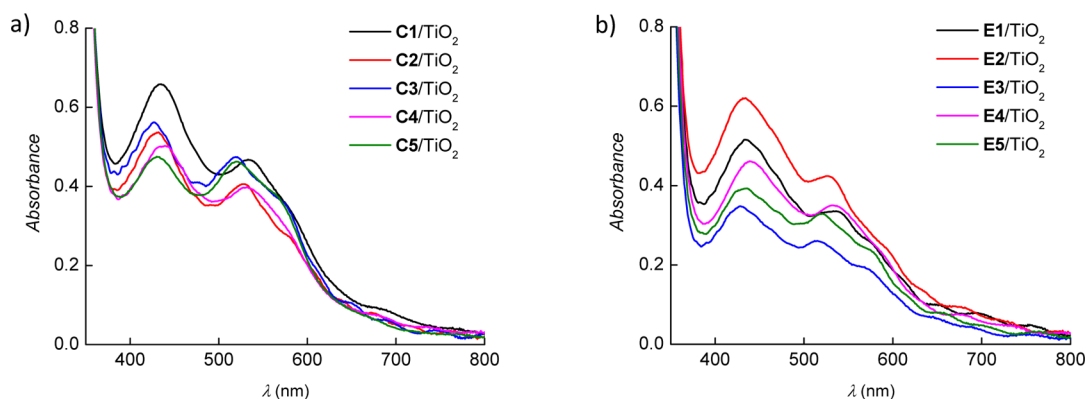 a)
0.8
0.6
0.4
0.2
0.0
Absorbance
400
500
600
700
800
λ (nm)
C1/TiO₂
C2/TiO₂
C3/TiO₂
C4/TiO₂
C5/TiO₂
b)
0.8
0.6
0.4
0.2
0.0
Absorbance
400
500
600
700
800
λ (nm)
E1/TiO₂
E2/TiO₂
E3/TiO₂
E4/TiO₂
E5/TiO₂